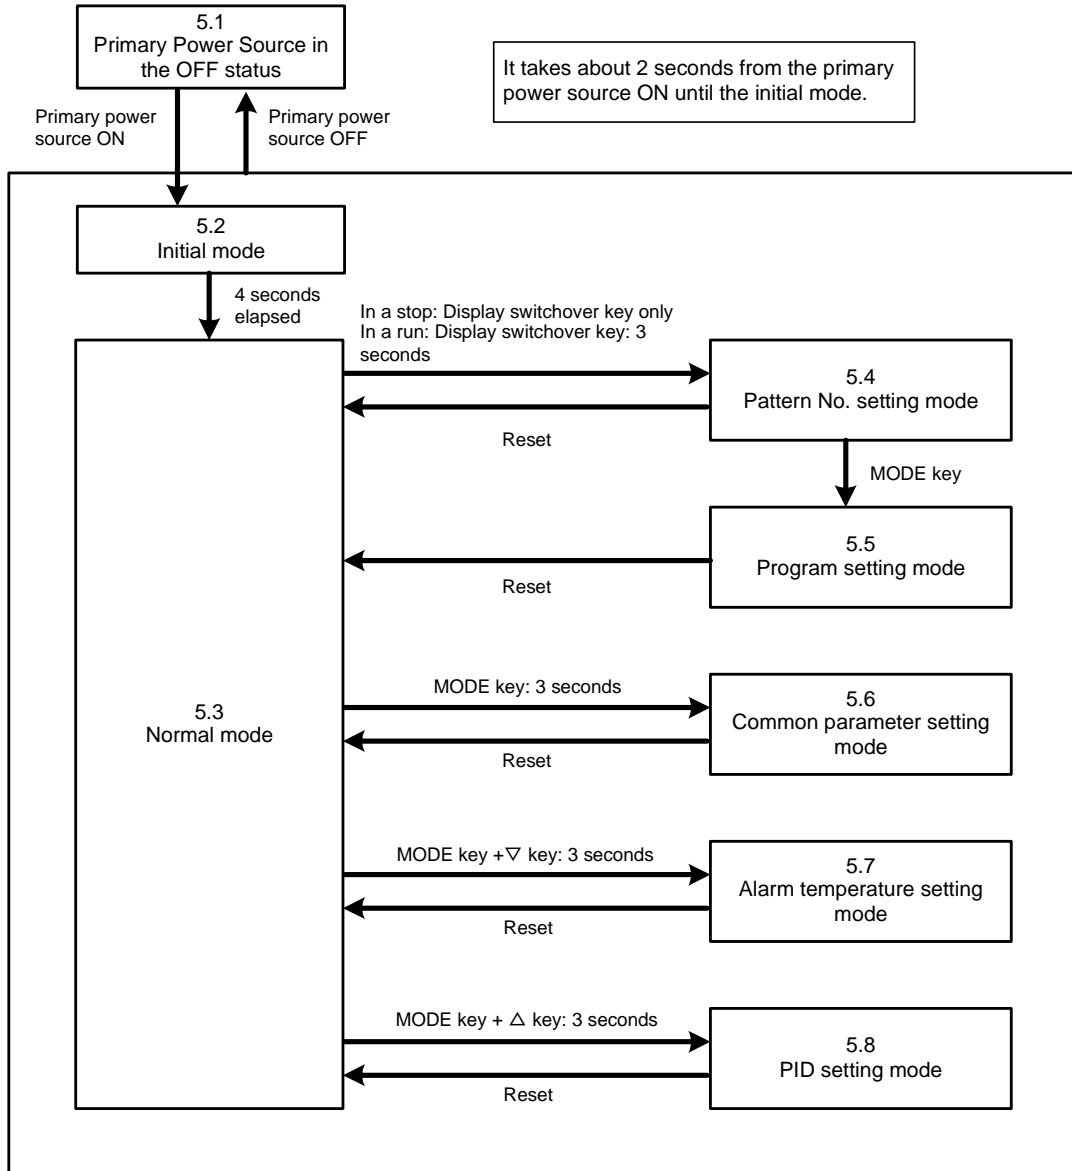 5.1
Primary Power Source in
the OFF status
It takes about 2 seconds from the primary
power source ON until the initial mode.
Primary power
source ON
Primary power
source OFF
5.2
Initial mode
4 seconds
elapsed
In a stop: Display switchover key only
In a run: Display switchover key: 3
seconds
5.4
Pattern No. setting mode
Reset
MODE key
5.5
Program setting mode
Reset
5.3
Normal mode
MODE key: 3 seconds
5.6
Common parameter setting
mode
Reset
MODE key +▽ key: 3 seconds
5.7
Alarm temperature setting
mode
Reset
MODE key + △ key: 3 seconds
5.8
PID setting mode
Reset